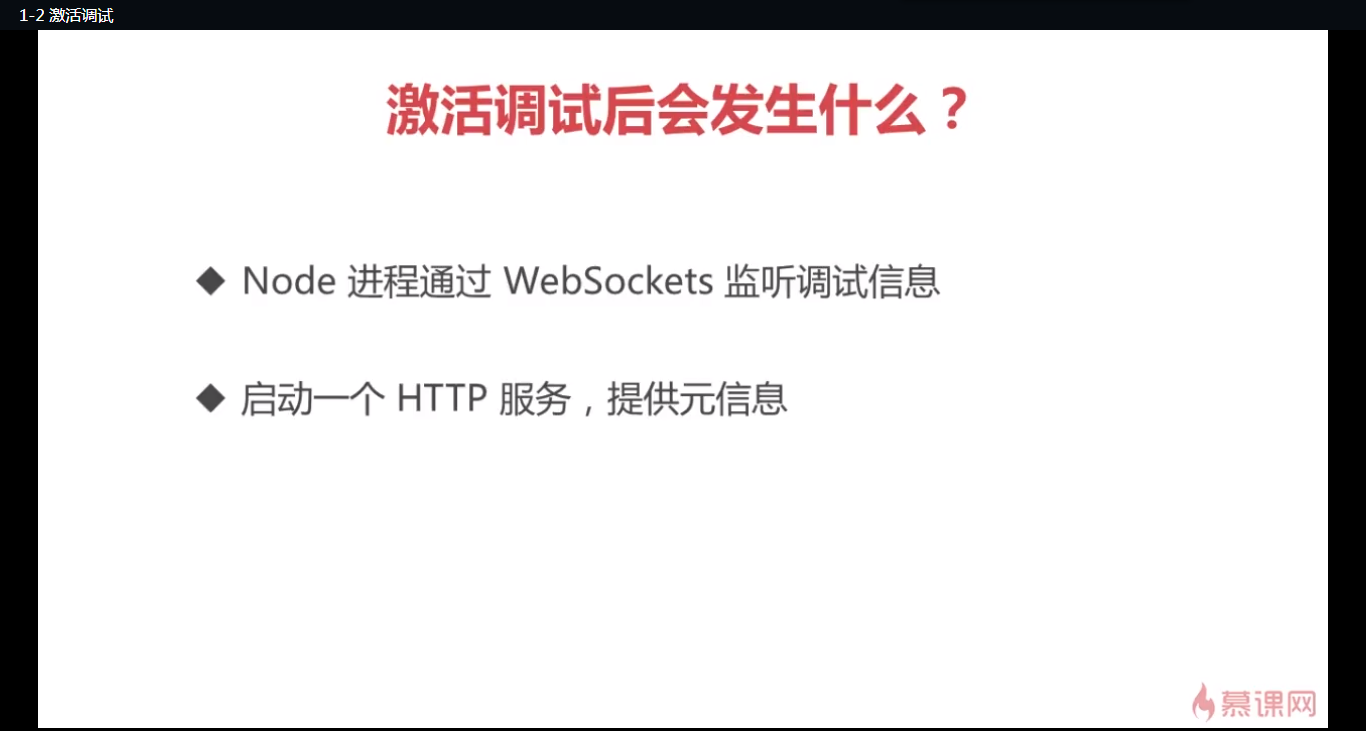 1-2 激活调试
激活调试后会发生什么？
◆ Node 进程通过 WebSockets 监听调试信息
◆ 启动一个 HTTP 服务，提供元信息
慕课网